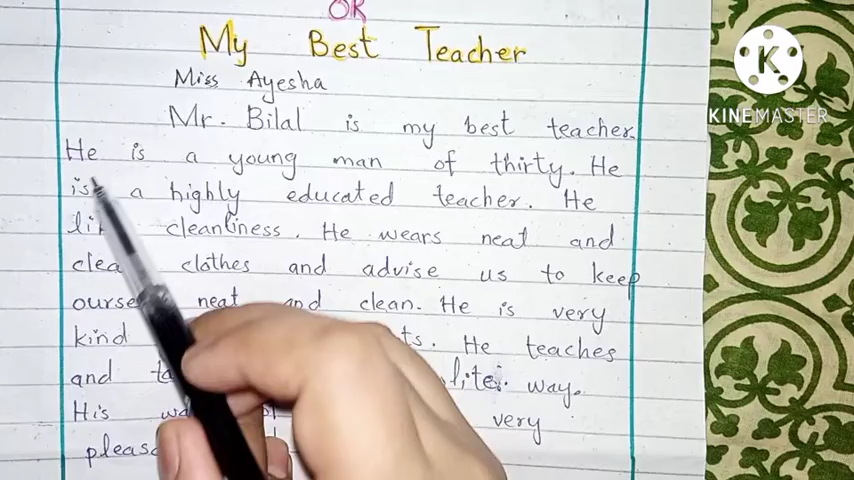 OR
My Best Teacher
Miss Ayesha
Mr. Bilal is my best teacher
He is a young man of thirty. He
is a highly educated teacher. He
cleanliness. He wears neat and
clothes and advise us to keep
neat and clean. He is very
kind He teaches
and way.
His very
K
KINEMASTER